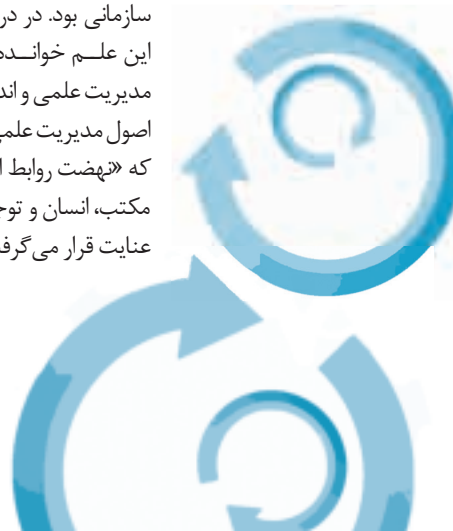 سازمانی بود. در در
این علــم خوانــده
مدیریت علمی و اند
اصول مدیریت علمی
که «نهضت روابط ا
مکتب، انسان و توج
عنایت قرار می‌گرف